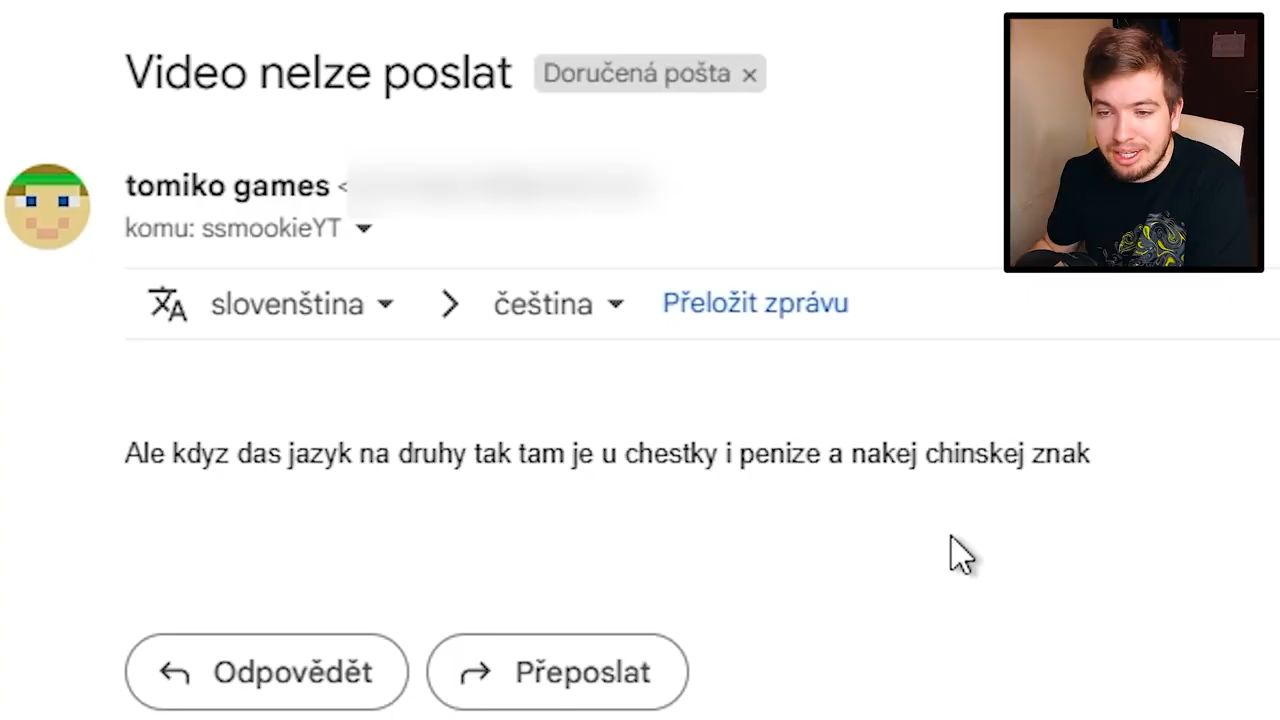 Video nelze poslat Doručená pošta ×
tomiko games <
komu: ssmookieYT
slovenština > čeština Přeložit zprávu
Ale kdyz das jazyk na druhy tak tam je u chestky i penize a nakej chinskej znak
Odpovědět Přeposlat